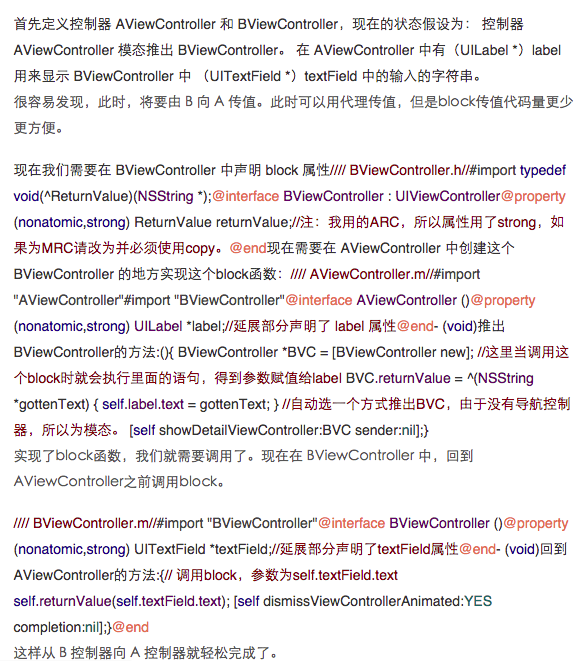 首先定义控制器 AViewController 和 BViewController，现在的状态假设为： 控制器
AViewController 模态推出 BViewController。 在 AViewController 中有（UILabel *）label
用来显示 BViewController 中 （UITextField *）textField 中的输入的字符串。
很容易发现，此时，将要由 B 向 A 传值。此时可以用代理传值，但是block传值代码量更少
更方便。
现在我们需要在 BViewController 中声明 block 属性//// BViewController.h//#import typedef
void(^ReturnValue)(NSString *);@interface BViewController : UIViewController@property
(nonatomic,strong) ReturnValue returnValue;//注：我用的ARC，所以属性用了strong，如
果为MRC请改为并必须使用copy。@end现在需要在 AViewController 中创建这个
BViewController 的地方实现这个block函数：//// AViewController.m//#import
"AViewController"#import "BViewController"@interface AViewController ()@property
(nonatomic,strong) UILabel *label;//延展部分声明了 label 属性@end- (void)推出
BViewController的方法:(){ BViewController *BVC = [BViewController new]; //这里当调用这
个block时就会执行里面的语句，得到参数赋值给label BVC.returnValue = ^(NSString
*gottenText) { self.label.text = gottenText; } //自动选一个方式推出BVC，由于没有导航控制
器，所以为模态。 [self showDetailViewController:BVC sender:nil];}
实现了block函数，我们就需要调用了。现在在 BViewController 中，回到
AViewController之前调用block。
//// BViewController.m//#import "BViewController"@interface BViewController ()@property
(nonatomic,strong) UITextField *textField;//延展部分声明了textField属性@end- (void)回到
AViewController的方法:{// 调用block，参数为self.textField.text
self.returnValue(self.textField.text); [self dismissViewControllerAnimated:YES
completion:nil];}@end
这样从 B 控制器向 A 控制器就轻松完成了。